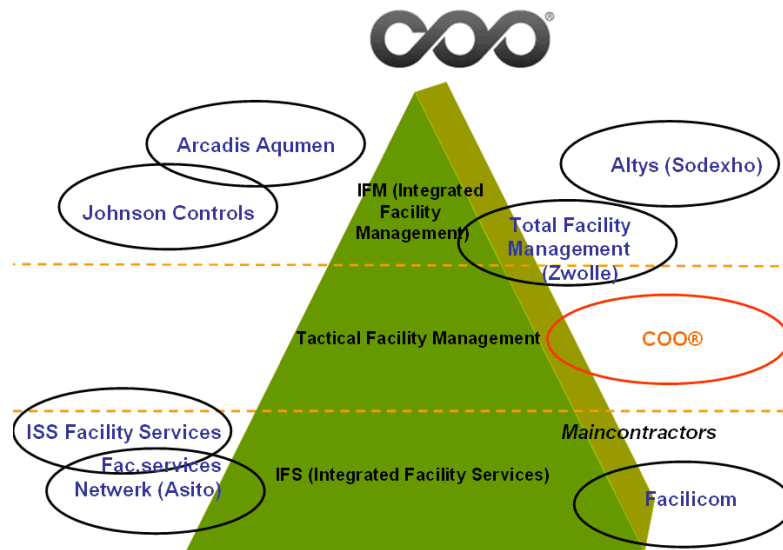 COO®
Arcadis Aqumen
Altys (Sodexho)
Johnson Controls
IFM (Integrated
Facility
Management)
Total Facility
Management
(Zwolle)
Tactical Facility Management
COO®
ISS Facility Services
Maincontractors
Fac.services
Netwerk (Asito)
IFS (Integrated Facility Services)
Facilicom